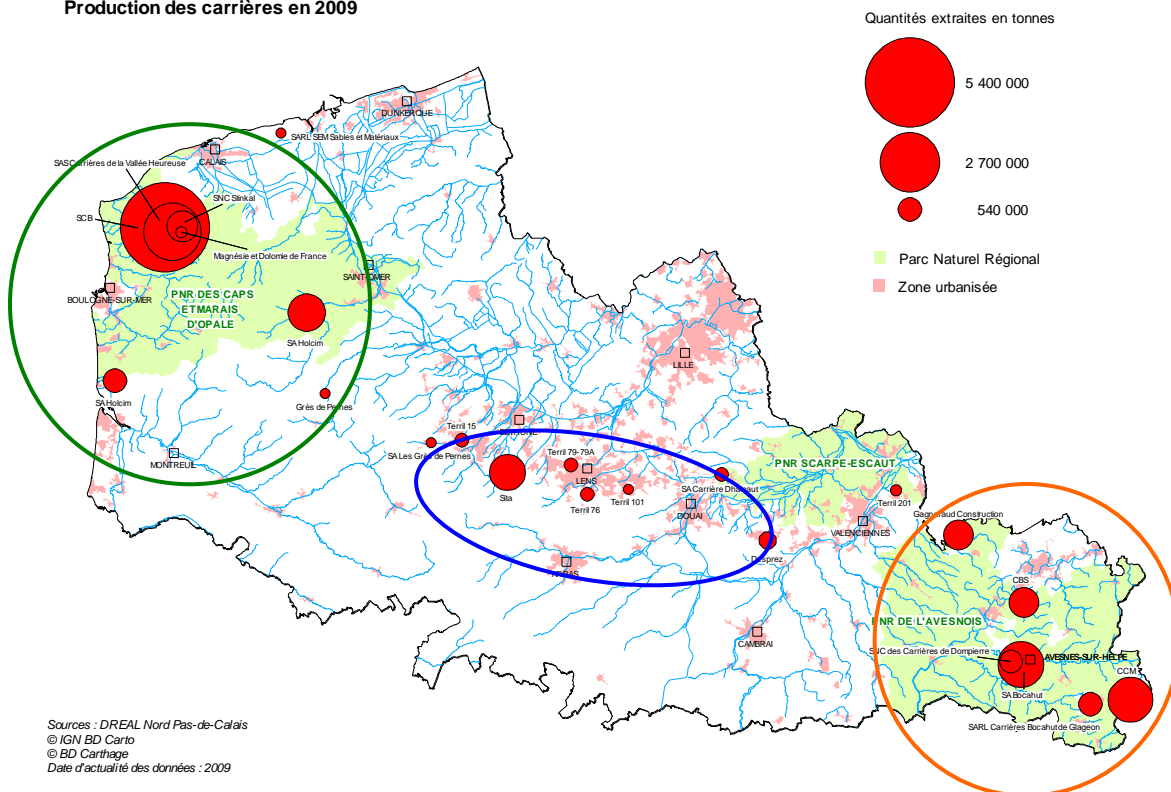 Production des carrières en 2009
Quantités extraites en tonnes
5 400 000
2 700 000
540 000
Parc Naturel Régional
Zone urbanisée
DUNKERQUE
SARL SEM Sables et Matériaux
CALAIS
SAS Carrières de la Vallée Heureuse
SNC Stinkal
SCB
Magnésie et Dolomie de France
SAINT-OMER
BOULOGNE-SUR-MER
PNR DES CAPS
ET MARAIS
D'OPALE
SA Holcim
LILLE
SA Holcim
Grès de Pernes
MONTREUIL
Terril 15
SA Les Grès de Pernes
Terril 79-79A
LENS
Sita
Terril 76
Terril 101
SA Carrière Dhainaut
DOUAI
PNR SCARPE-ESCAUT
Terril 201
VALENCIENNES
Gagneraud Construction
Desprez
CBS
PNR DE L'AVESNOIS
CAMBRAI
SNC des Carrières de Dompierre
AVESNES-SUR-HELPE
CCM
SA Bocahut
SARL Carrières Bocahut de Glageon
Sources : DREAL Nord Pas-de-Calais
© IGN BD Carto
© BD Carthage
Date d'actualité des données : 2009